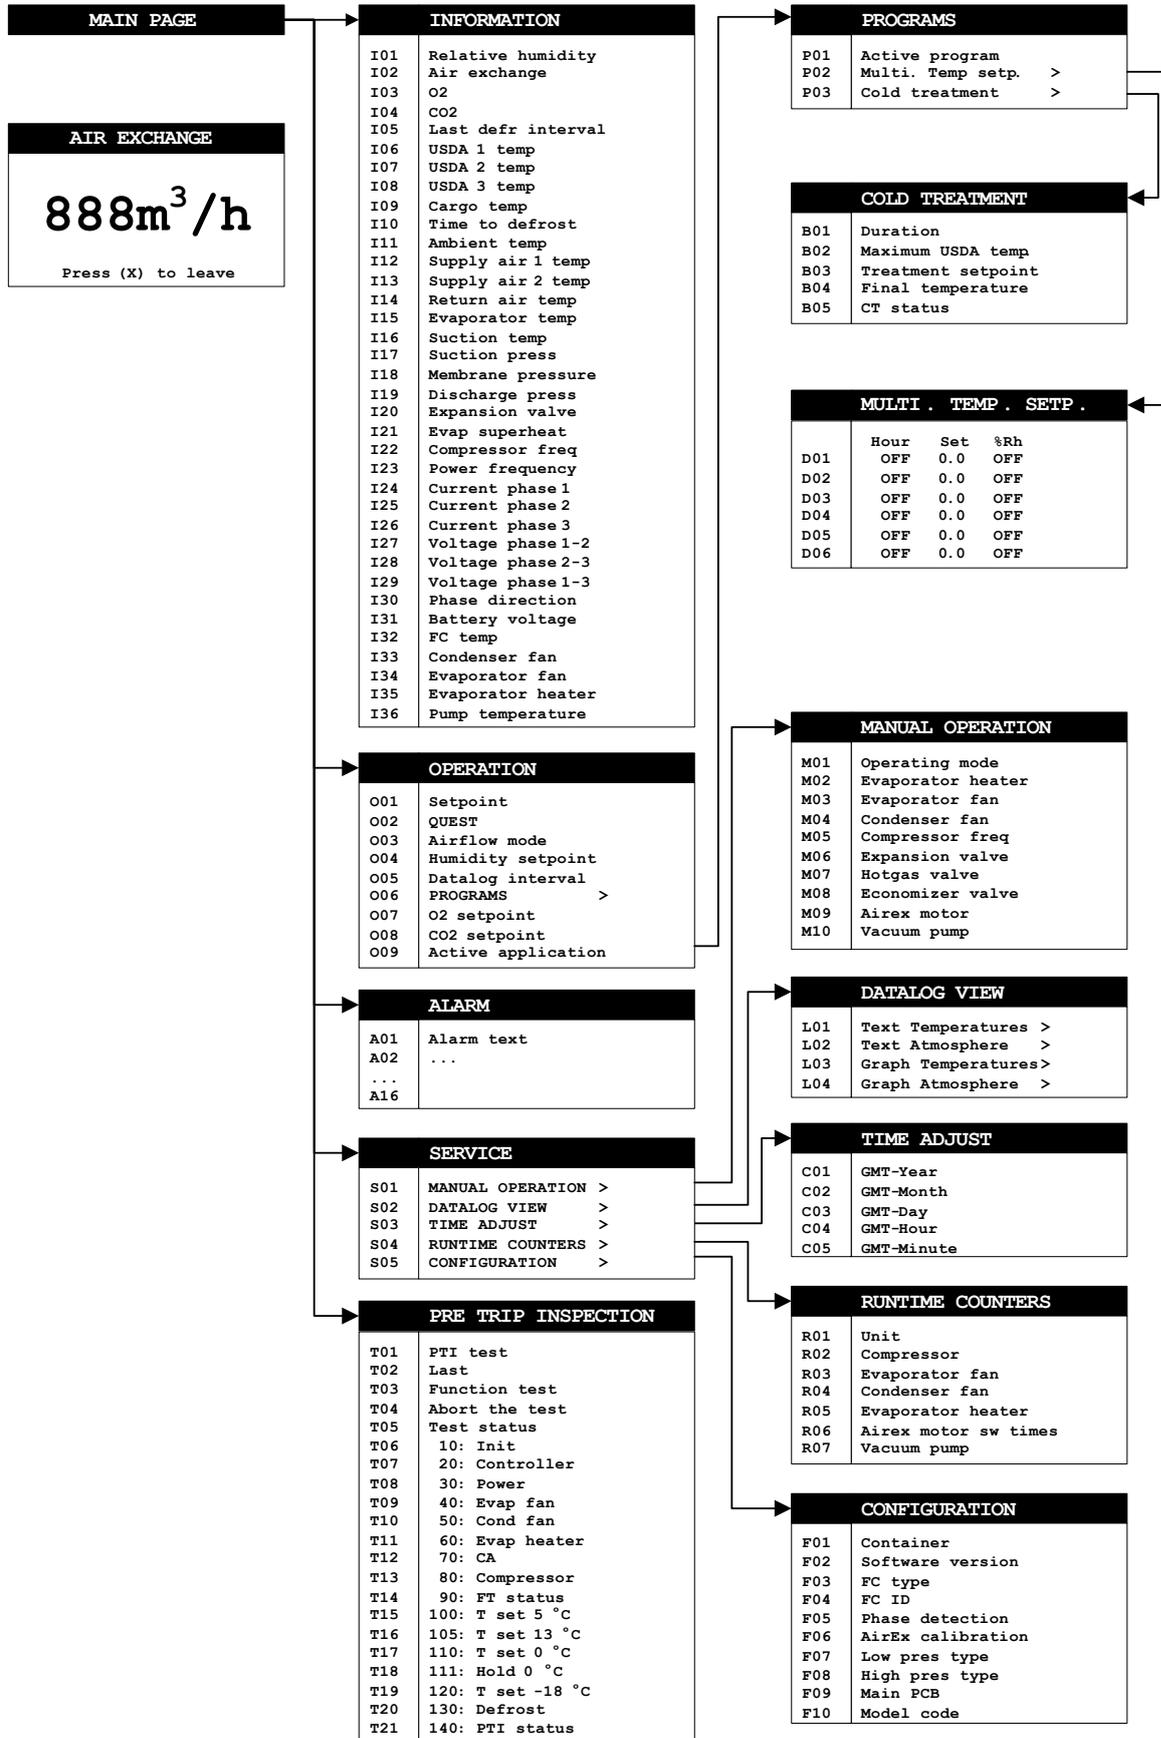 MAIN PAGE
AIR EXCHANGE
888m³/h
Press (X) to leave
INFORMATION
I01 Relative humidity
I02 Air exchange
I03 O2
I04 CO2
I05 Last defr interval
I06 USDA 1 temp
I07 USDA 2 temp
I08 USDA 3 temp
I09 Cargo temp
I10 Time to defrost
I11 Ambient temp
I12 Supply air 1 temp
I13 Supply air 2 temp
I14 Return air temp
I15 Evaporator temp
I16 Suction temp
I17 Suction press
I18 Membrane pressure
I19 Discharge press
I20 Expansion valve
I21 Evap superheat
I22 Compressor freq
I23 Power frequency
I24 Current phase 1
I25 Current phase 2
I26 Current phase 3
I27 Voltage phase 1-2
I28 Voltage phase 2-3
I29 Voltage phase 1-3
I30 Phase direction
I31 Battery voltage
I32 FC temp
I33 Condenser fan
I34 Evaporator fan
I35 Evaporator heater
I36 Pump temperature
OPERATION
O01 Setpoint
O02 QUEST
O03 Airflow mode
O04 Humidity setpoint
O05 Datalog interval
O06 PROGRAMS >
O07 O2 setpoint
O08 CO2 setpoint
O09 Active application
ALARM
A01 Alarm text
A02 ...
...
A16
SERVICE
S01 MANUAL OPERATION >
S02 DATALOG VIEW >
S03 TIME ADJUST >
S04 RUNTIME COUNTERS >
S05 CONFIGURATION >
PRE TRIP INSPECTION
T01 PTI test
T02 Last
T03 Function test
T04 Abort the test
T05 Test status
T06 10: Init
T07 20: Controller
T08 30: Power
T09 40: Evap fan
T10 50: Cond fan
T11 60: Evap heater
T12 70: CA
T13 80: Compressor
T14 90: FT status
T15 100: T set 5 °C
T16 105: T set 13 °C
T17 110: T set 0 °C
T18 111: Hold 0 °C
T19 120: T set -18 °C
T20 130: Defrost
T21 140: PTI status
PROGRAMS
P01 Active program
P02 Multi. Temp setp. >
P03 Cold treatment >
COLD TREATMENT
B01 Duration
B02 Maximum USDA temp
B03 Treatment setpoint
B04 Final temperature
B05 CT status
MULTI. TEMP. SETP.
Hour Set %Rh
D01 OFF 0.0 OFF
D02 OFF 0.0 OFF
D03 OFF 0.0 OFF
D04 OFF 0.0 OFF
D05 OFF 0.0 OFF
D06 OFF 0.0 OFF
MANUAL OPERATION
M01 Operating mode
M02 Evaporator heater
M03 Evaporator fan
M04 Condenser fan
M05 Compressor freq
M06 Expansion valve
M07 Hotgas valve
M08 Economizer valve
M09 Airex motor
M10 Vacuum pump
DATALOG VIEW
L01 Text Temperatures >
L02 Text Atmosphere >
L03 Graph Temperatures>
L04 Graph Atmosphere >
TIME ADJUST
C01 GMT-Year
C02 GMT-Month
C03 GMT-Day
C04 GMT-Hour
C05 GMT-Minute
RUNTIME COUNTERS
R01 Unit
R02 Compressor
R03 Evaporator fan
R04 Condenser fan
R05 Evaporator heater
R06 Airex motor sw times
R07 Vacuum pump
CONFIGURATION
F01 Container
F02 Software version
F03 FC type
F04 FC ID
F05 Phase detection
F06 AirEx calibration
F07 Low pres type
F08 High pres type
F09 Main PCB
F10 Model code